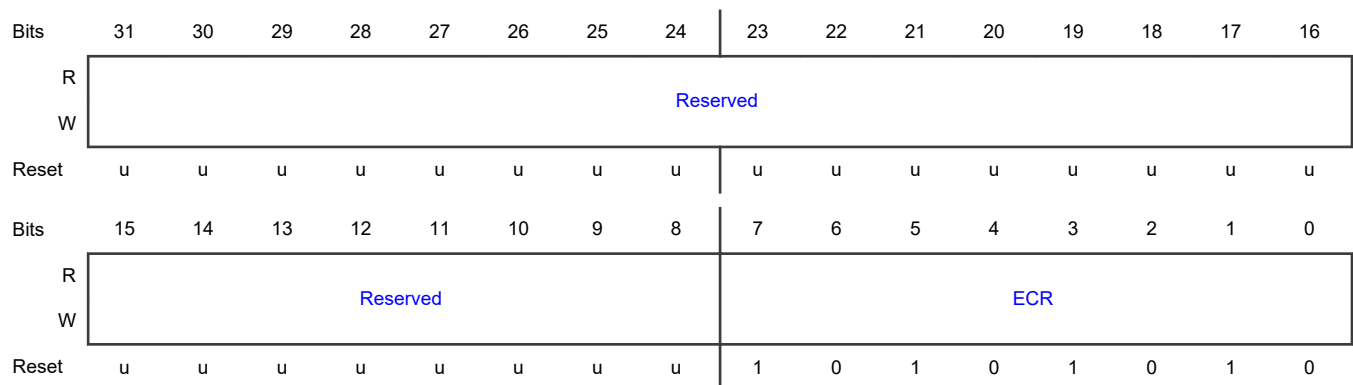 Bits 31 30 29 28 27 26 25 24 23 22 21 20 19 18 17 16
R
Reserved
W
Reset u u u u u u u u u u u u u u u u
Bits 15 14 13 12 11 10 9 8 7 6 5 4 3 2 1 0
R
Reserved ECR
W
Reset u u u u u u u u 1 0 1 0 1 0 1 0